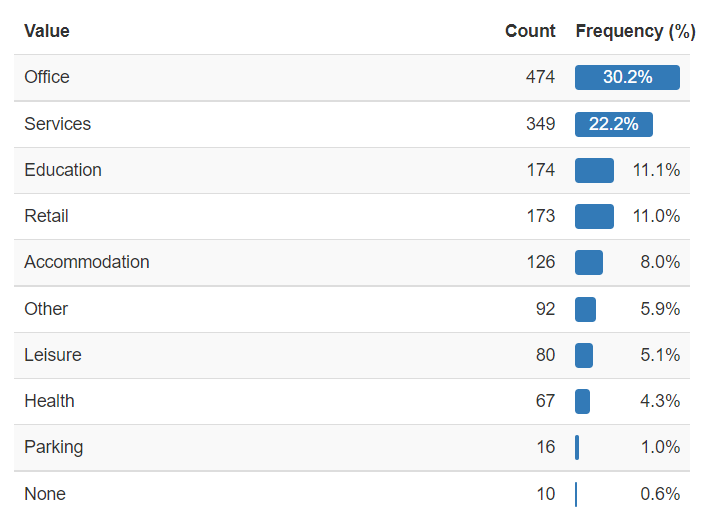 Value Count Frequency (%)
Office 474 30.2%
Services 349 22.2%
Education 174 11.1%
Retail 173 11.0%
Accommodation 126 8.0%
Other 92 5.9%
Leisure 80 5.1%
Health 67 4.3%
Parking 16 1.0%
None 10 0.6%